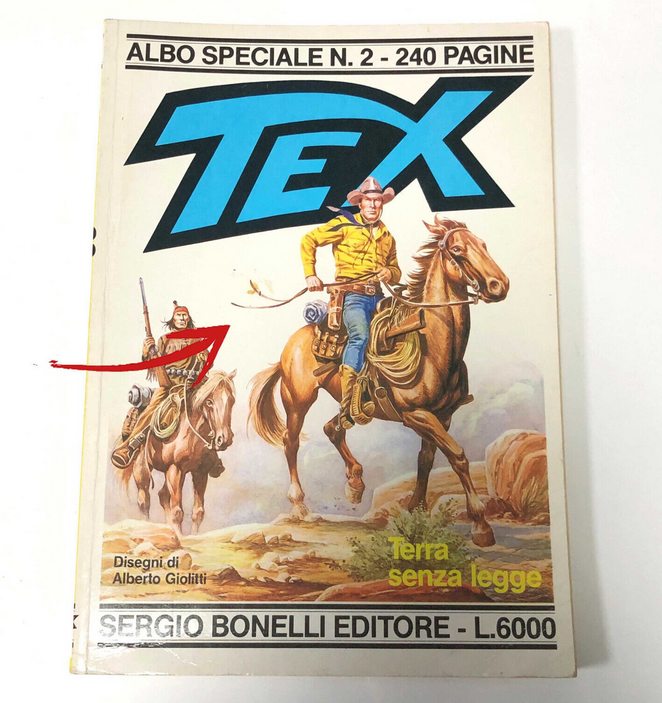 ALBO SPECIALE N. 2 - 240 PAGINE
TEX
Disegni di
Alberto Giolitti
Terra
senza legge
SERGIO BONELLI EDITORE - L.6000